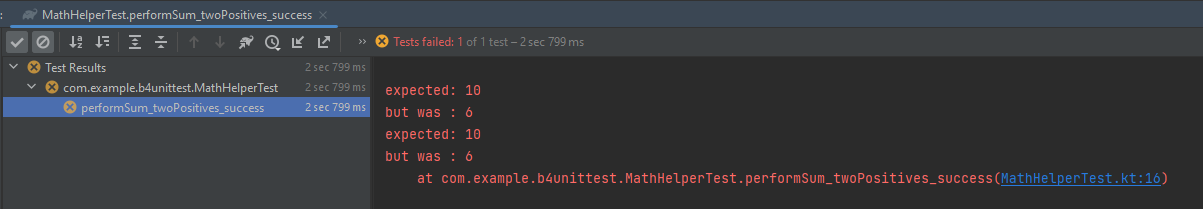 : MathHelperTest.performSum_twoPositives_success ×
» Tests failed: 1 of 1 test – 2 sec 799 ms
Test Results 2 sec 799 ms
com.example.b4unittest.MathHelperTest 2 sec 799 ms
performSum_twoPositives_success 2 sec 799 ms
expected: 10
but was : 6
expected: 10
but was : 6
at com.example.b4unittest.MathHelperTest.performSum_twoPositives_success(MathHelperTest.kt:16)